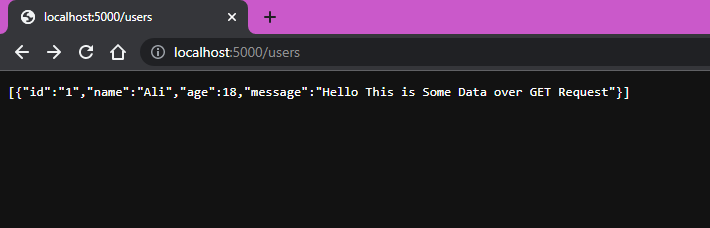 localhost:5000/users
localhost:5000/users
[{"id":"1","name":"Ali","age":18,"message":"Hello This is Some Data over GET Request"}]